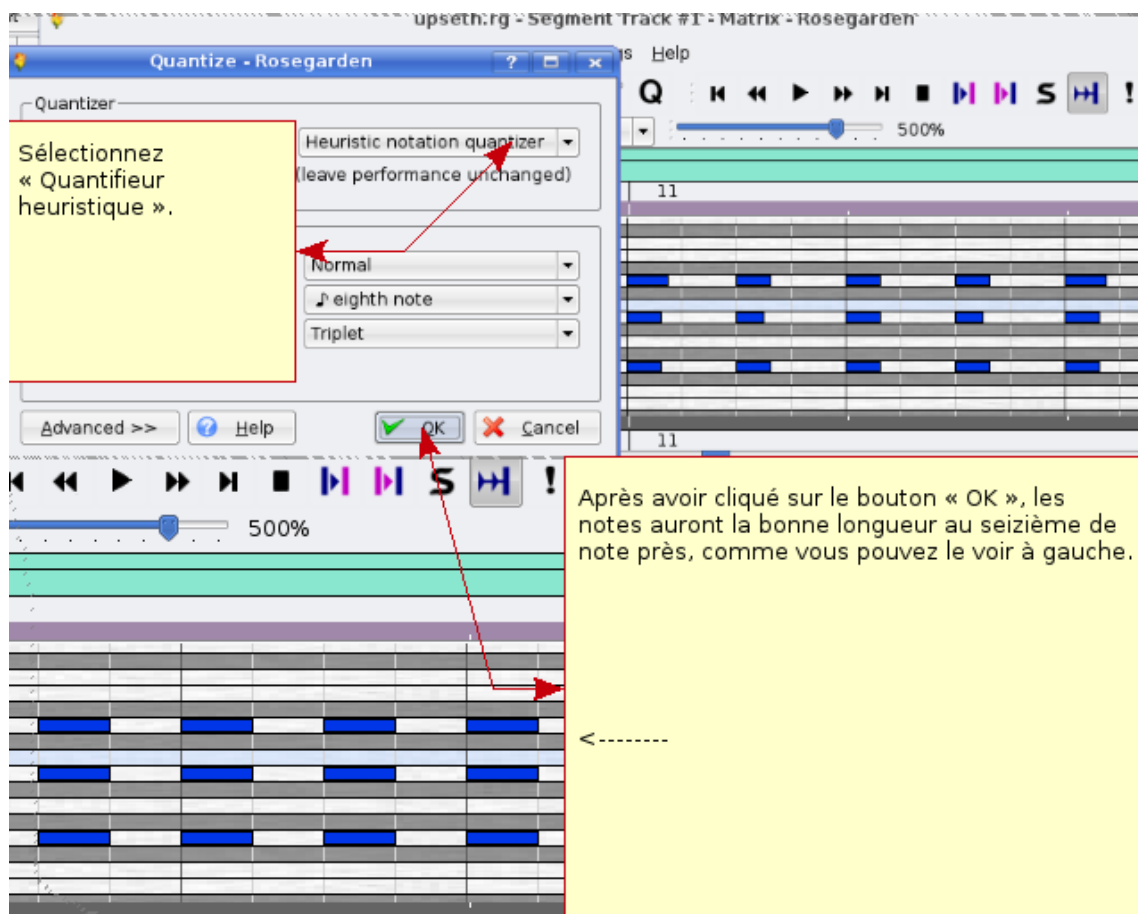 upseth.rg - Segment Track #1 - Matrix - Rosegarden
Quantize - Rosegarden
gs Help
Quantizer
Q
S
!
Heuristic notation quantizer
500%
(leave performance unchanged)
Sélectionnez
« Quantifieur
heuristique ».
11
Normal
eighth note
Triplet
Advanced >>
Help
OK
Cancel
11
S
!
500%
Après avoir cliqué sur le bouton « OK », les
notes auront la bonne longueur au seizième de
note près, comme vous pouvez le voir à gauche.
<--------